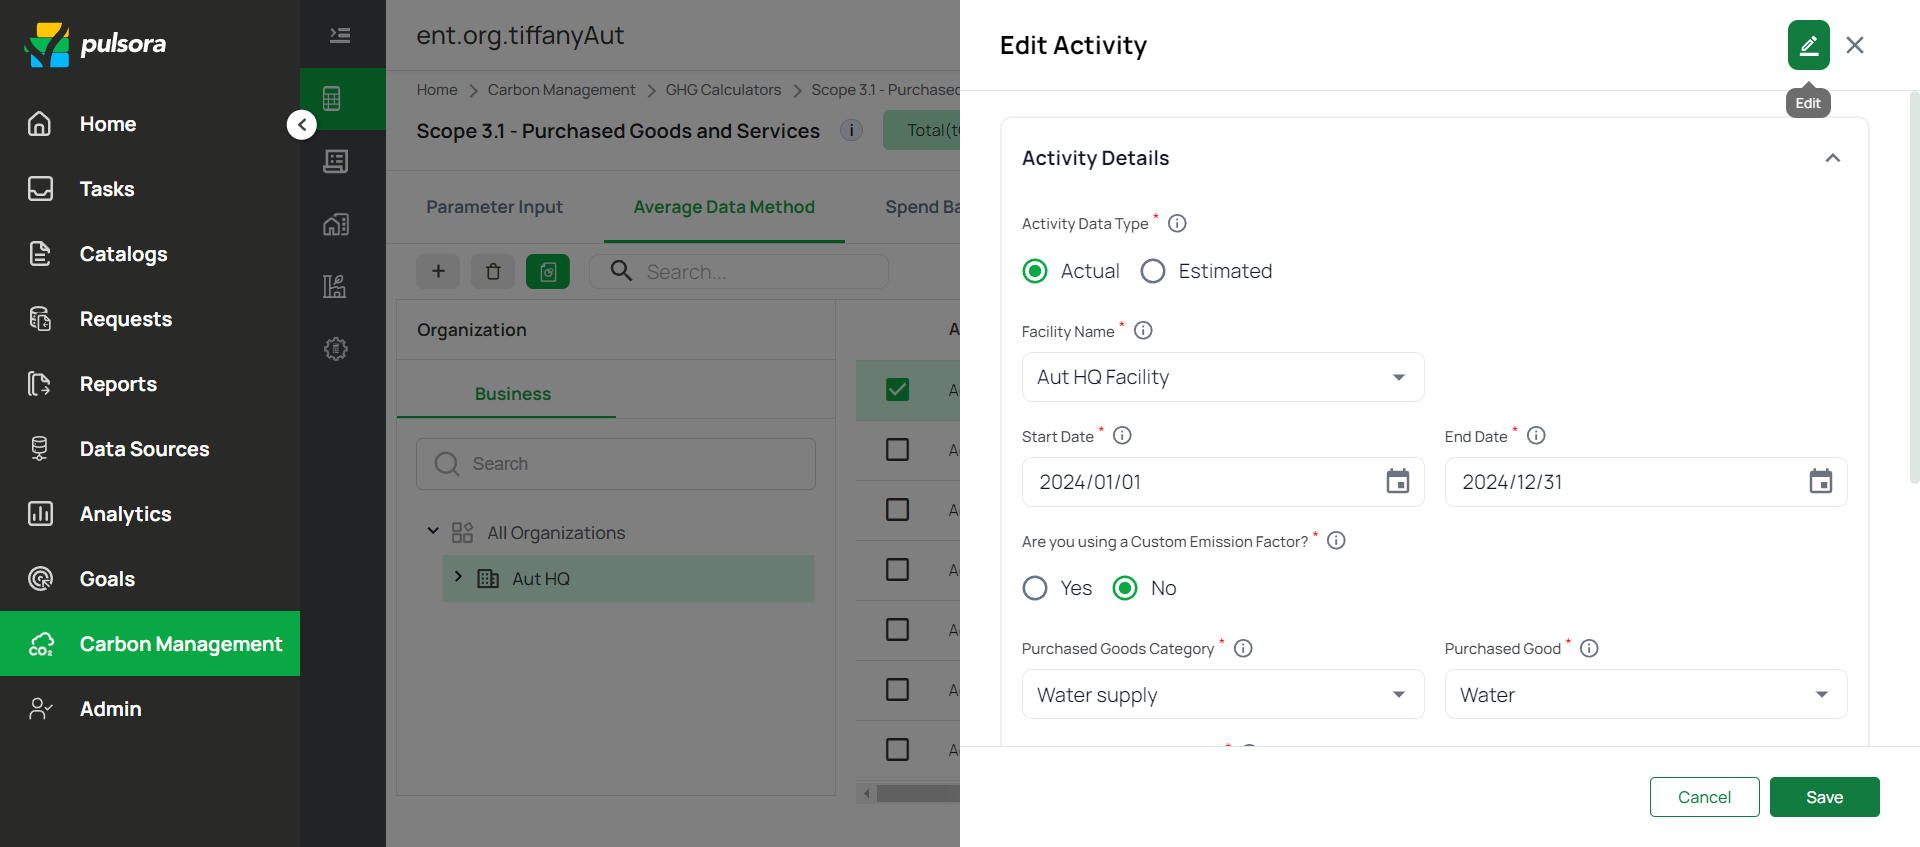 pulsora
Home
Tasks
Catalogs
Requests
Reports
Data Sources
Analytics
Goals
CO₂
Carbon Management
Admin
ent.org.tiffanyAut
Home > Carbon Management > GHG Calculators > Scope 3.1 - Purchased
Scope 3.1 - Purchased Goods and Services i
Total(t
Parameter Input
Average Data Method
Spend Ba
Search...
Organization
Business
Search
All Organizations
Aut HQ
Edit Activity
Edit
Activity Details
Activity Data Type *
Actual
Estimated
Facility Name *
Aut HQ Facility
Start Date *
2024/01/01
End Date *
2024/12/31
Are you using a Custom Emission Factor? *
Yes
No
Purchased Goods Category *
Water supply
Purchased Good *
Water
Cancel
Save